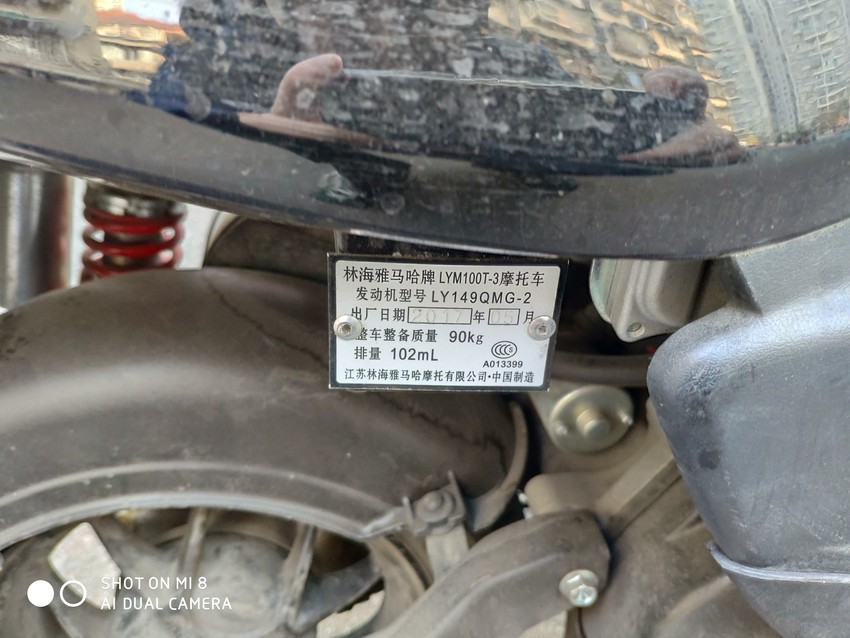 林海雅马哈牌 LYM100T-3摩托车
发动机型号 LY149QMG-2
出厂日期 2017 年 05 月
整车整备质量 90kg
排量 102mL
CCC
A013399
江苏林海雅马哈摩托有限公司·中国制造
SHOT ON MI 8
AI DUAL CAMERA